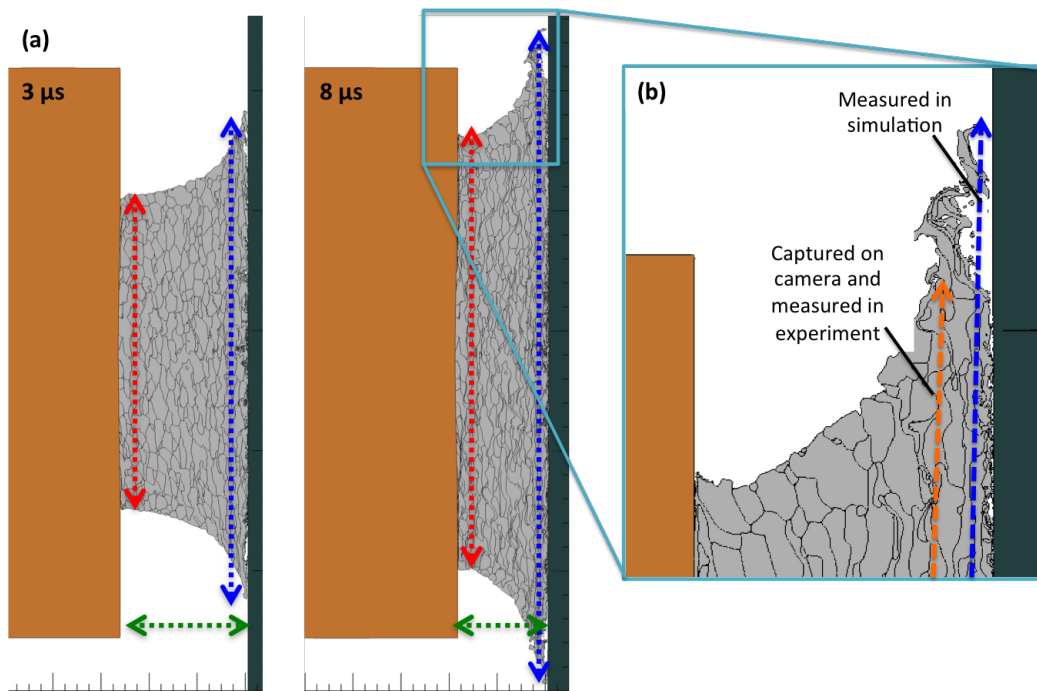 (a)
3 µs
8 µs
(b)
Measured in
simulation
Captured on
camera and
measured in
experiment